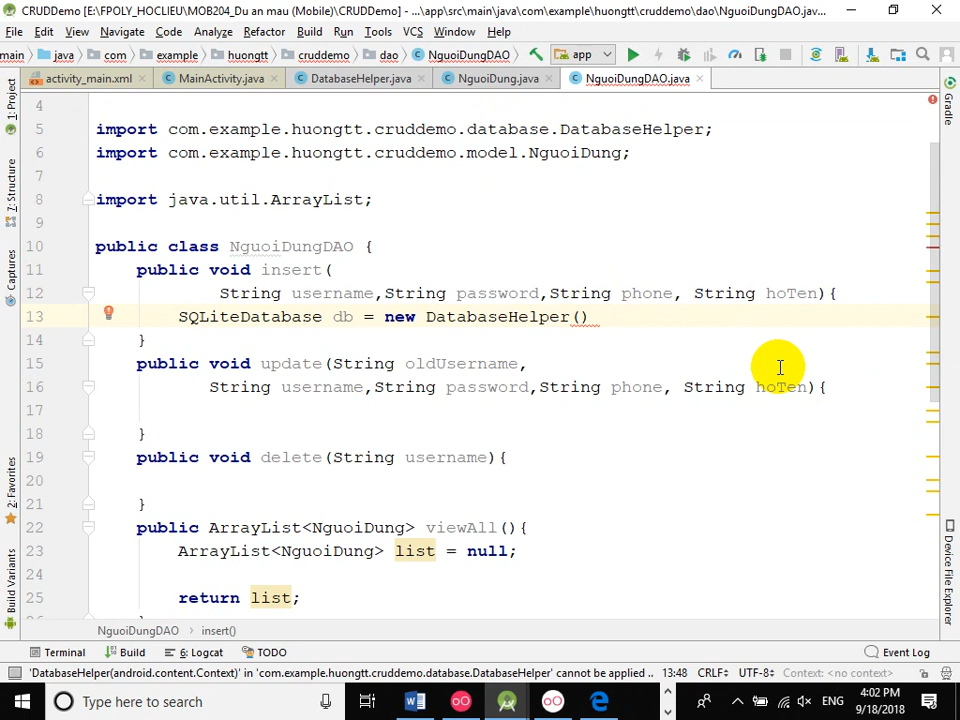 CRUDDemo [E:\FPOLY_HOCLIEU\MOB204_Du an mau (Mobile)\CRUDDemo] - ...\app\src\main\java\com\example\huongtt\cruddemo\dao\NguoiDungDAO.jav...
File Edit View Navigate Code Analyze Refactor Build Run Tools VCS Window Help
main java com example huongtt cruddemo dao NguoiDungDAO app
activity_main.xml MainActivity.java DatabaseHelper.java NguoiDung.java NguoiDungDAO.java
4
5 import com.example.huongtt.cruddemo.database.DatabaseHelper;
6 import com.example.huongtt.cruddemo.model.NguoiDung;
7
8 import java.util.ArrayList;
9
10 public class NguoiDungDAO {
11 public void insert(
12 String username,String password,String phone, String hoTen){
13 SQLiteDatabase db = new DatabaseHelper()
14 }
15 public void update(String oldUsername,
16 String username,String password,String phone, String hoTen){
17
18 }
19 public void delete(String username){
20
21 }
22 public ArrayList<NguoiDung> viewAll(){
23 ArrayList<NguoiDung> list = null;
24
25 return list;
1: Project
7: Structure
Captures
2: Favorites
Build Variants
Gradle
Device File Explorer
NguoiDungDAO insert()
Terminal Build 6: Logcat TODO Event Log
'DatabaseHelper(android.content.Context)' in 'com.example.huongtt.cruddemo.database.DatabaseHelper' cannot be applied .. 13:48 CRLF UTF-8 Context: <no context>
Type here to search
ENG
4:02 PM
9/18/2018